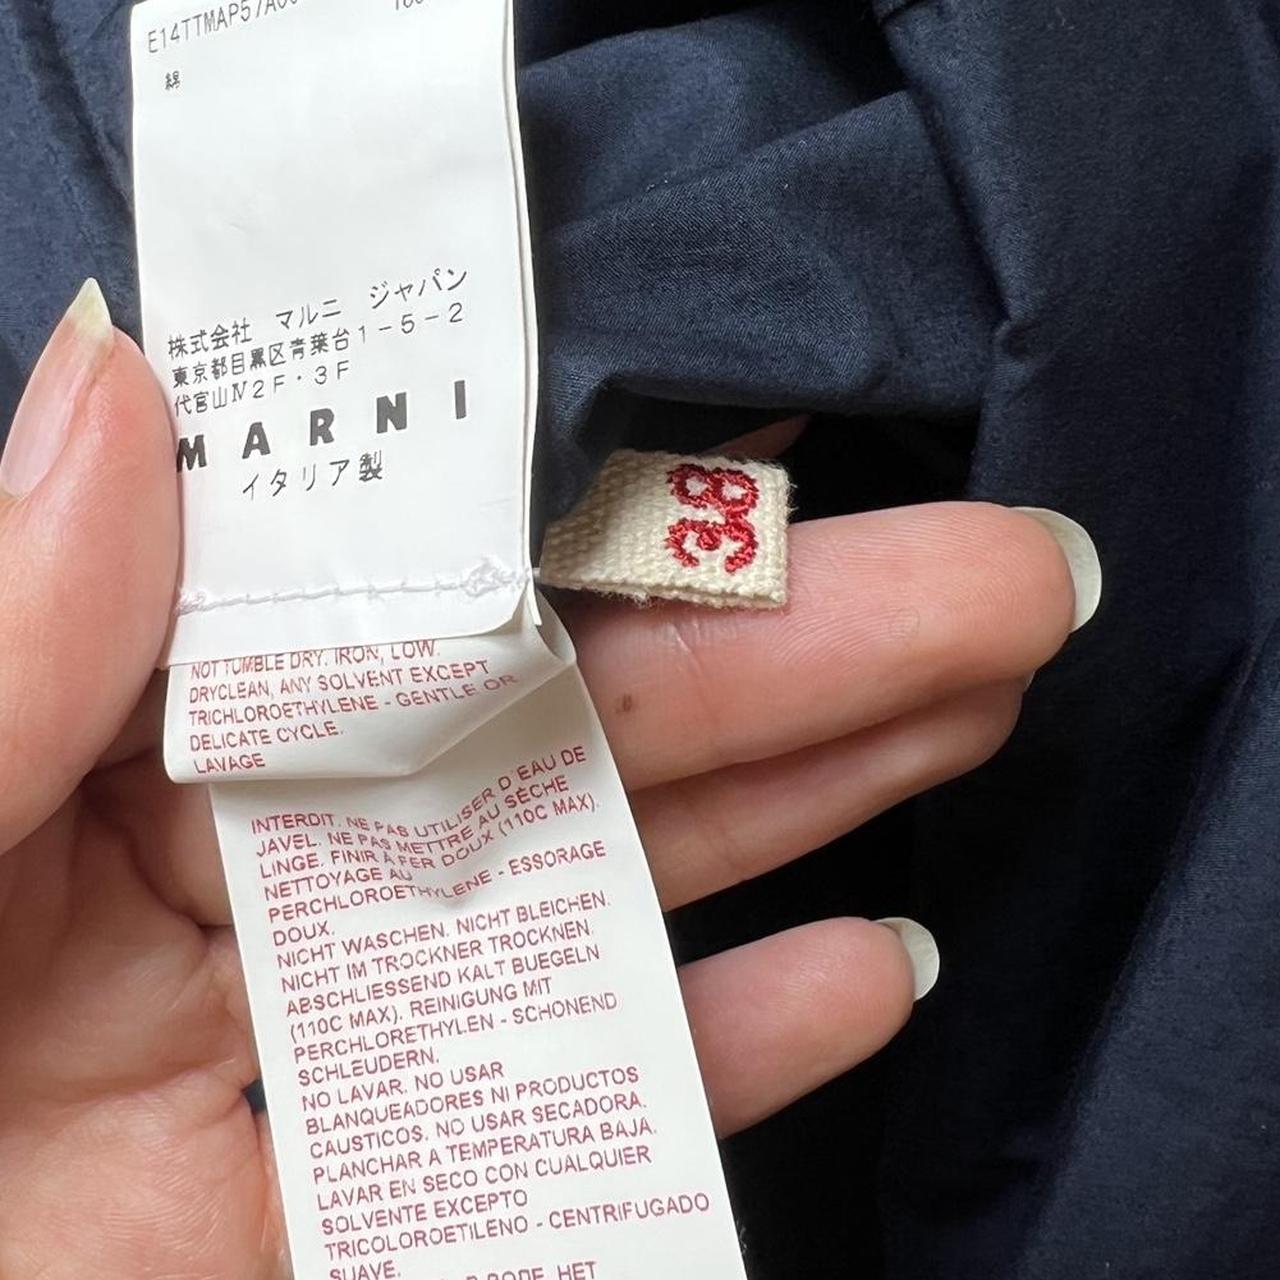 綿
株式会社 マルニ ジャパン
東京都目黒区青葉台1-5-2
代官山Ⅳ2F・3F
MARNI
イタリア製
38
NOT TUMBLE DRY. IRON, LOW.
DRYCLEAN, ANY SOLVENT EXCEPT
TRICHLOROETHYLENE - GENTLE OR
DELICATE CYCLE.
LAVAGE
INTERDIT. NE PAS UTILISER D'EAU DE
JAVEL. NE PAS METTRE AU SÈCHE
LINGE. FINIR À FER DOUX (110C MAX).
NETTOYAGE AU
PERCHLOROETHYLENE - ESSORAGE
DOUX.
NICHT WASCHEN. NICHT BLEICHEN.
NICHT IM TROCKNER TROCKNEN
ABSCHLIESSEND KALT BUEGELN
(110C MAX). REINIGUNG MIT
PERCHLORETHYLEN - SCHONEND
SCHLEUDERN.
NO LAVAR. NO USAR
BLANQUEADORES NI PRODUCTOS
CAUSTICOS. NO USAR SECADORA.
PLANCHAR A TEMPERATURA BAJA.
LAVAR EN SECO CON CUALQUIER
SOLVENTE EXCEPTO
TRICOLOROETILENO - CENTRIFUGADO
SUAVE.
HET